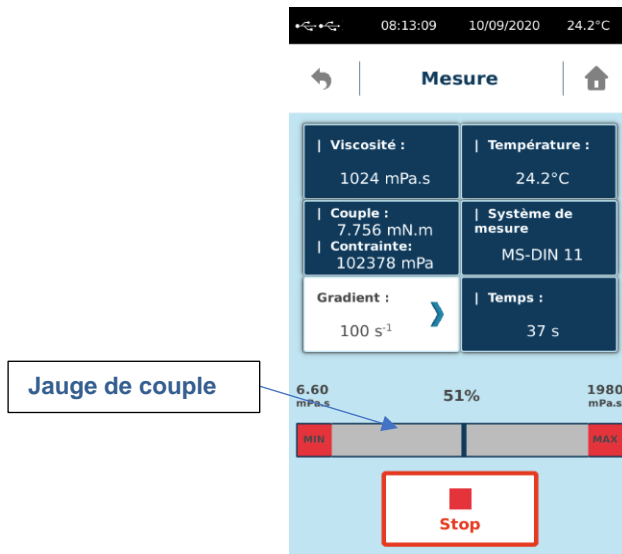 08:13:09 10/09/2020 24.2°C
Mesure
| Viscosité :
1024 mPa.s
| Température :
24.2°C
| Couple :
7.756 mN.m
| Contrainte:
102378 mPa
| Système de
mesure
MS-DIN 11
Gradient :
100 s⁻¹
| Temps :
37 s
Jauge de couple
6.60
mPa.s
51%
1980
mPa.s
MIN
MAX
Stop